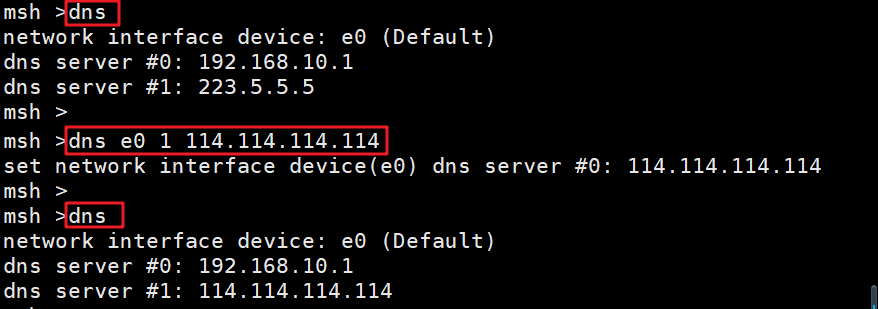 msh >dns
network interface device: e0 (Default)
dns server #0: 192.168.10.1
dns server #1: 223.5.5.5
msh >
msh >dns e0 1 114.114.114.114
set network interface device(e0) dns server #0: 114.114.114.114
msh >
msh >dns
network interface device: e0 (Default)
dns server #0: 192.168.10.1
dns server #1: 114.114.114.114